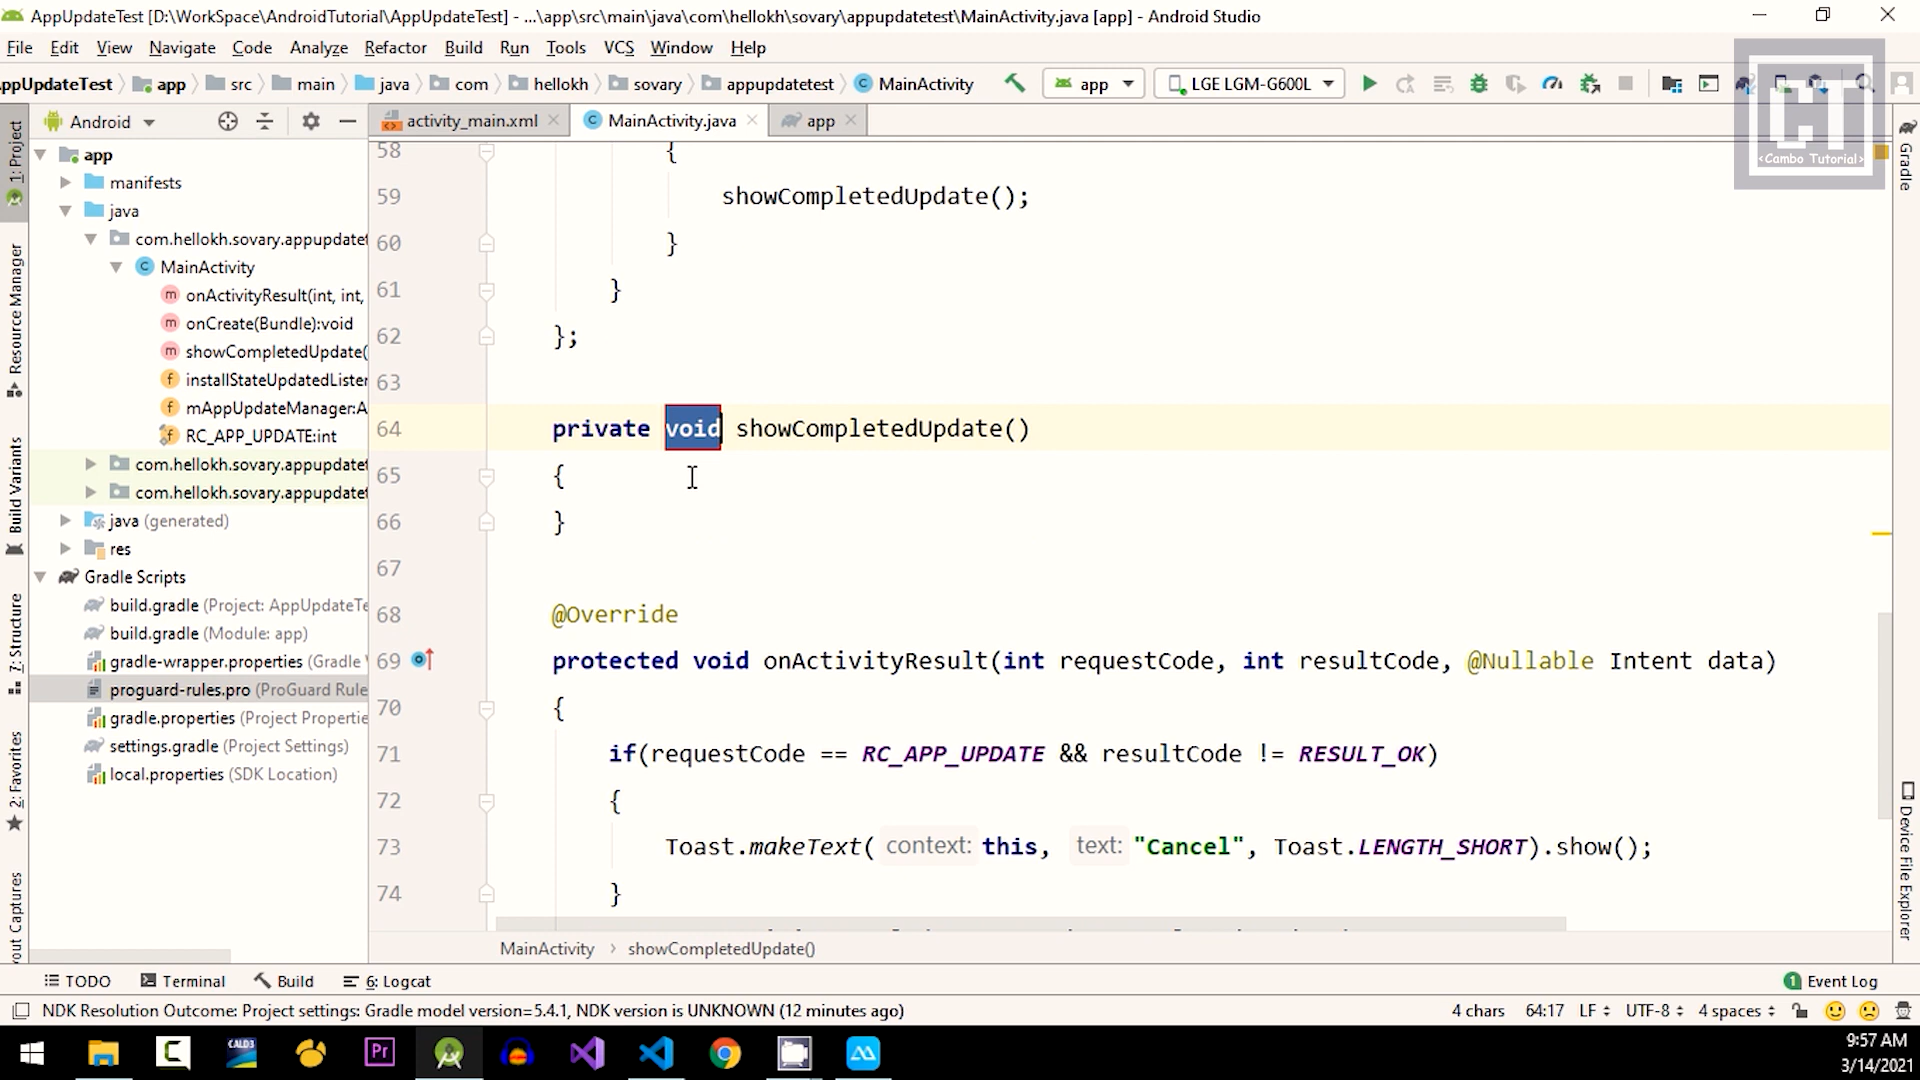 AppUpdateTest [D:\WorkSpace\AndroidTutorial\AppUpdateTest] - ...\app\src\main\java\com\hellokh\sovary\appupdatetest\MainActivity.java [app] - Android Studio
File Edit View Navigate Code Analyze Refactor Build Run Tools VCS Window Help
ppUpdateTest app src main java com hellokh sovary appupdatetest MainActivity app LGE LGM-G600L
CT
<Cambo Tutorial>
Android
activity_main.xml MainActivity.java app
1: Project
Resource Manager
Build Variants
7: Structure
2: Favorites
yout Captures
app
manifests
java
com.hellokh.sovary.appupdatet
MainActivity
onActivityResult(int, int,
onCreate(Bundle):void
showCompletedUpdate(
installStateUpdatedLister
mAppUpdateManager:A
RC_APP_UPDATE:int
com.hellokh.sovary.appupdatet
com.hellokh.sovary.appupdatet
java (generated)
res
Gradle Scripts
build.gradle (Project: AppUpdateTe
build.gradle (Module: app)
gradle-wrapper.properties (Gradle V
proguard-rules.pro (ProGuard Rule
gradle.properties (Project Propertie
settings.gradle (Project Settings)
local.properties (SDK Location)
58 {
59 showCompletedUpdate();
60 }
61 }
62 };
63
64 private void showCompletedUpdate()
65 {
66 }
67
68 @Override
69 protected void onActivityResult(int requestCode, int resultCode, @Nullable Intent data)
70 {
71 if(requestCode == RC_APP_UPDATE && resultCode != RESULT_OK)
72 {
73 Toast.makeText( context: this, text: "Cancel", Toast.LENGTH_SHORT).show();
74 }
MainActivity showCompletedUpdate()
Gradle
Device File Explorer
TODO Terminal Build 6: Logcat 1 Event Log
NDK Resolution Outcome: Project settings: Gradle model version=5.4.1, NDK version is UNKNOWN (12 minutes ago) 4 chars 64:17 LF UTF-8 4 spaces
CALD3
Pr
9:57 AM
3/14/2021